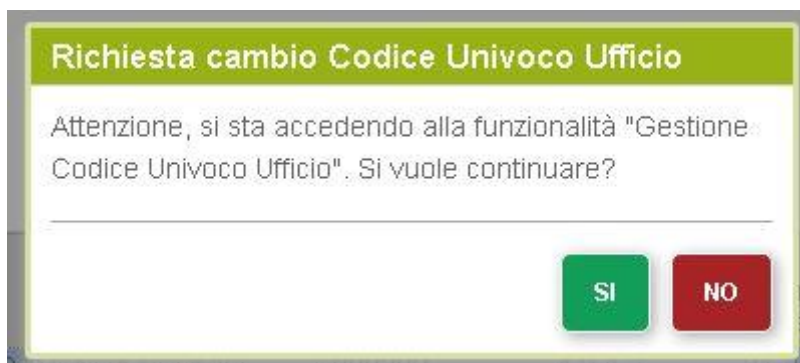 Richiesta cambio Codice Univoco Ufficio
Attenzione, si sta accedendo alla funzionalità "Gestione
Codice Univoco Ufficio". Si vuole continuare?
SI
NO